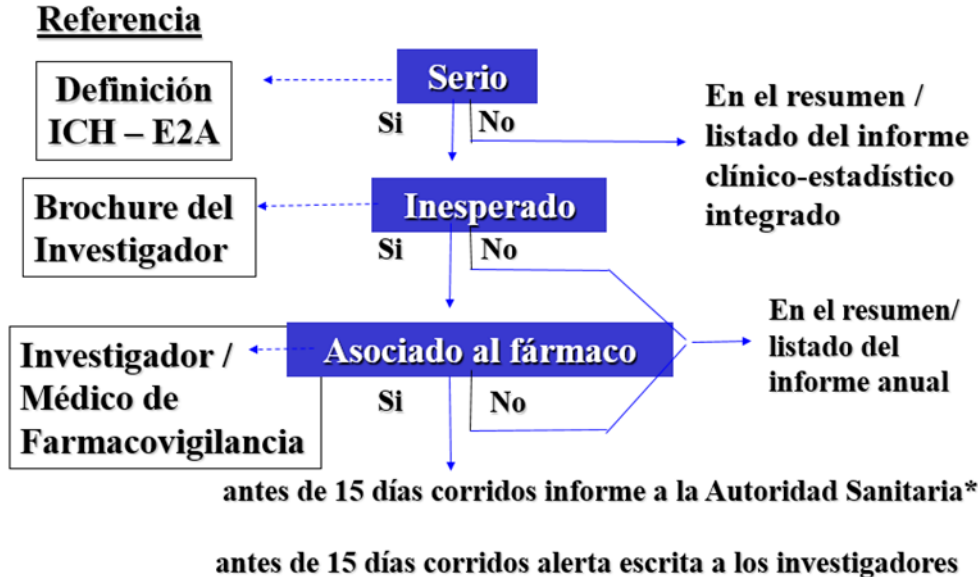 Referencia
Definición
ICH – E2A
Serio
Si
No
En el resumen /
listado del informe
clínico-estadístico
integrado
Brochure del
Investigador
Inesperado
Si
No
Investigador /
Médico de
Farmacovigilancia
Asociado al fármaco
Si
No
En el resumen/
listado del
informe anual
antes de 15 días corridos informe a la Autoridad Sanitaria*
antes de 15 días corridos alerta escrita a los investigadores